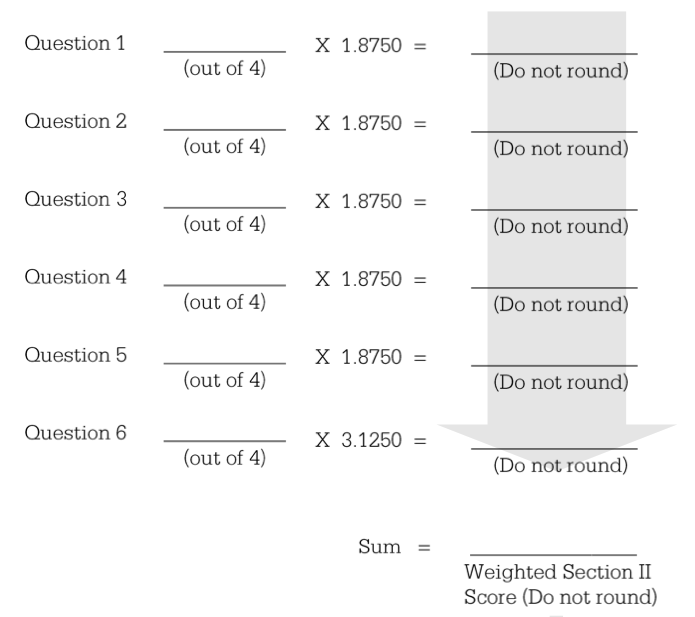 Question 1 ________ X 1.8750 = ________
(out of 4) (Do not round)
Question 2 ________ X 1.8750 = ________
(out of 4) (Do not round)
Question 3 ________ X 1.8750 = ________
(out of 4) (Do not round)
Question 4 ________ X 1.8750 = ________
(out of 4) (Do not round)
Question 5 ________ X 1.8750 = ________
(out of 4) (Do not round)
Question 6 ________ X 3.1250 = ________
(out of 4) (Do not round)
Sum = ________
Weighted Section II
Score (Do not round)